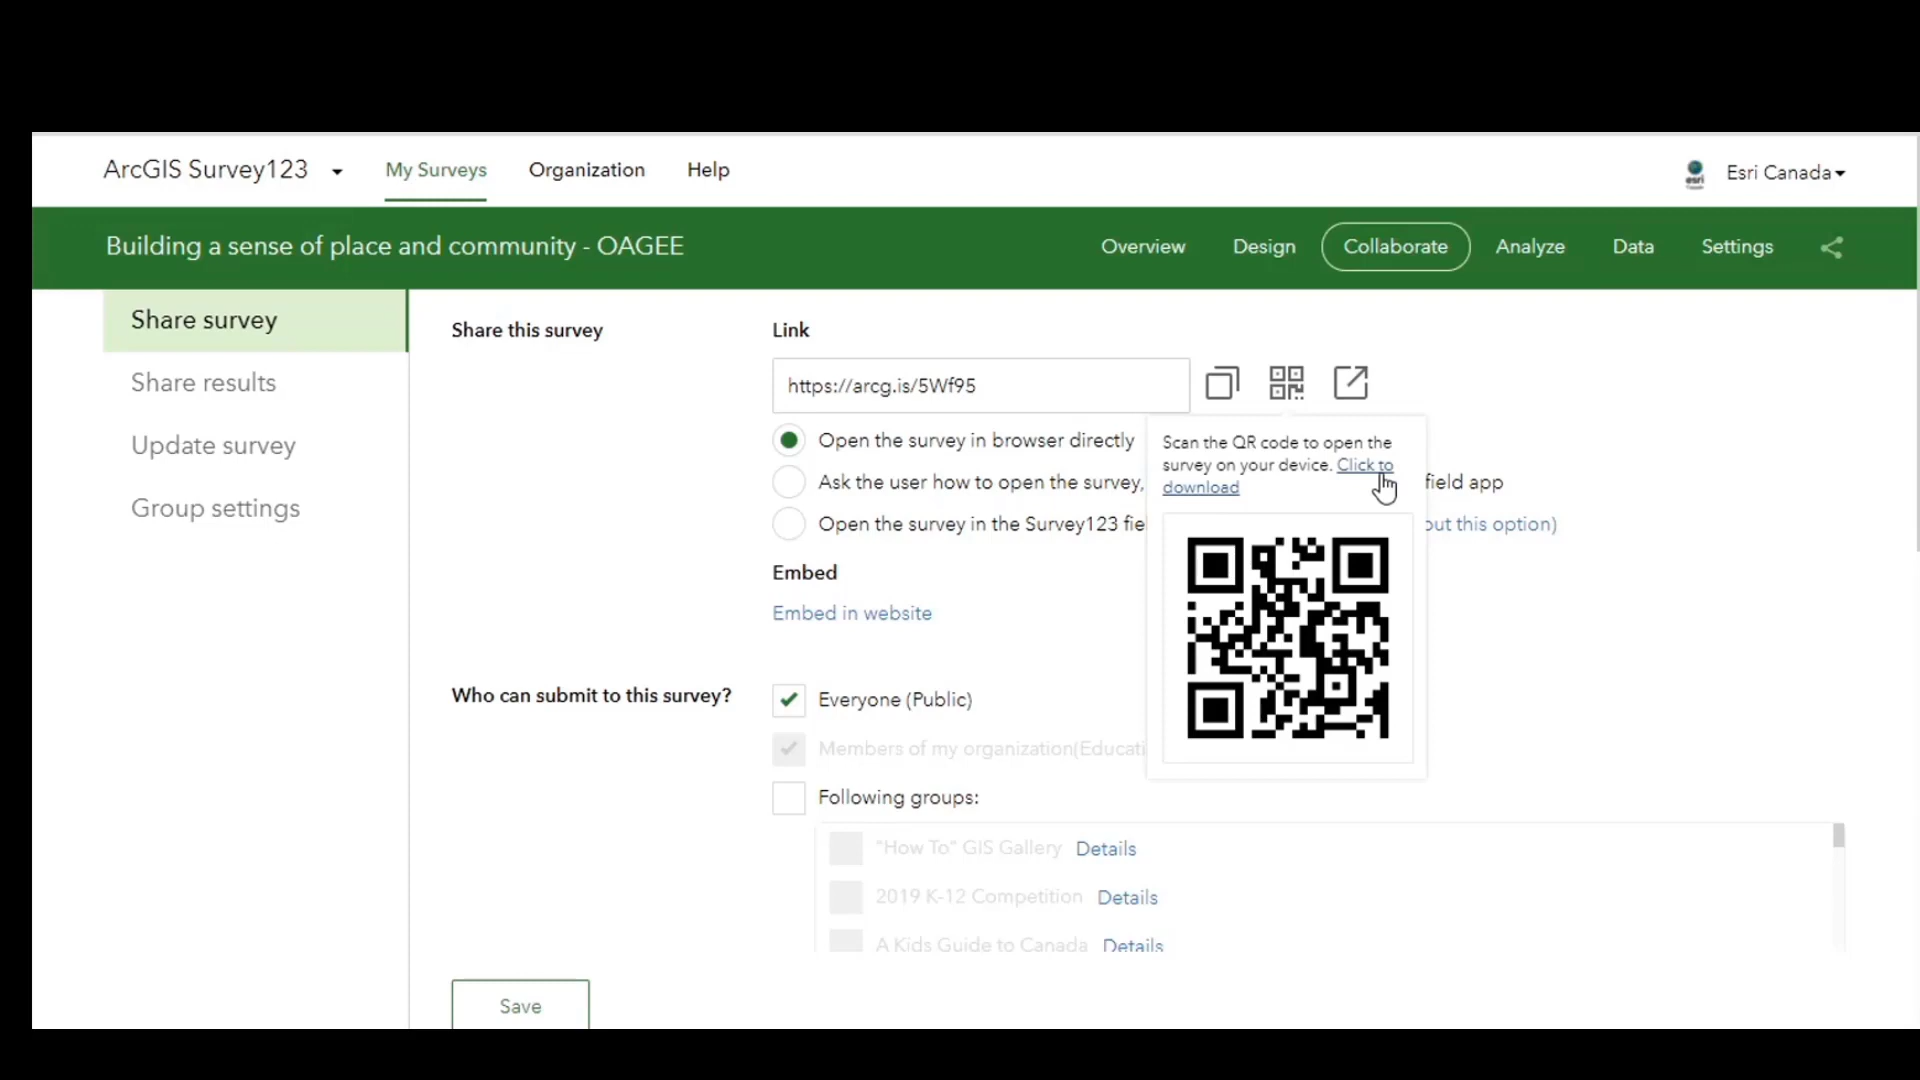 ArcGIS Survey123
My Surveys
Organization
Help
esri
Esri Canada
Building a sense of place and community - OAGEE
Overview
Design
Collaborate
Analyze
Data
Settings
Share survey
Share results
Update survey
Group settings
Share this survey
Link
https://arcg.is/5Wf95
Open the survey in browser directly
Ask the user how to open the survey,
field app
Open the survey in the Survey123
out this option)
Scan the QR code to open the
survey on your device. Click to
download
Embed
Embed in website
Who can submit to this survey?
Everyone (Public)
Members of my organization(Educati
Following groups:
"How To" GIS Gallery Details
2019 K-12 Competition Details
A Kids Guide to Canada Details
Save